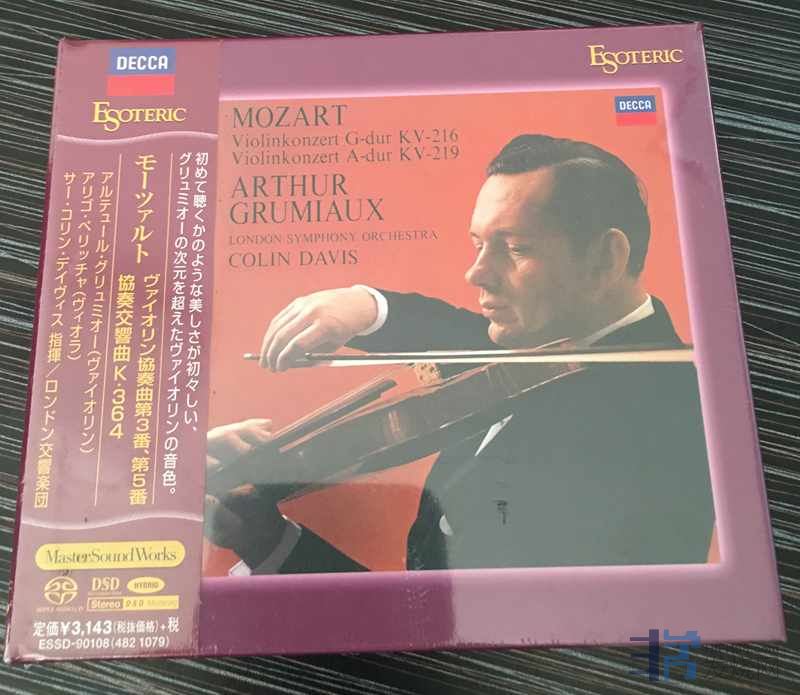 DECCA
ESOTERIC
初めて聴くかのような美しさが初々しい、
グリュミオーの次元を超えたヴァイオリンの音色。
モーツァルト
ヴァイオリン協奏曲第3番、第5番
協奏交響曲 K.364
アルテュール・グリュミオー(ヴァイオリン)
アリゴ・ペリッチャ(ヴィオラ)
サー・コリン・デイヴィス 指揮/ロンドン交響楽団
MasterSoundWorks
DSD
HYBRID
SUPER AUDIO CD
Stereo
定価¥3,143(税抜価格)+税
ESSD-90108(482 1079)
ESOTERIC
DECCA
MOZART
Violinkonzert G-dur KV-216
Violinkonzert A-dur KV-219
ARTHUR
GRUMIAUX
LONDON SYMPHONY ORCHESTRA
COLIN DAVIS